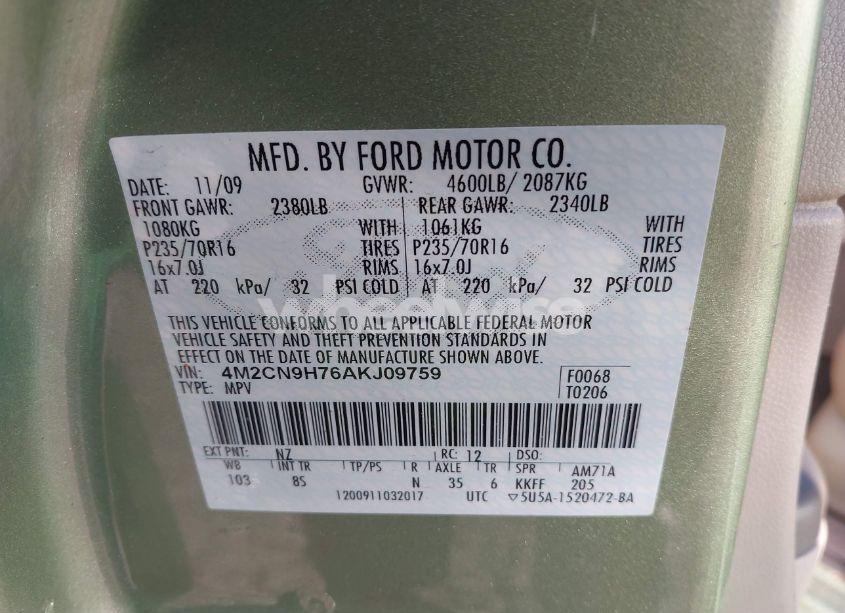 MFD. BY FORD MOTOR CO.
DATE: 11/09 GVWR: 4600LB/ 2087KG
FRONT GAWR: 2380LB REAR GAWR: 2340LB
1080KG WITH 1061KG WITH
P235/70R16 TIRES P235/70R16 TIRES
16x7.0J RIMS 16x7.0J RIMS
AT 220 kPa/ 32 PSI COLD AT 220 kPa/ 32 PSI COLD
THIS VEHICLE CONFORMS TO ALL APPLICABLE FEDERAL MOTOR
VEHICLE SAFETY AND THEFT PREVENTION STANDARDS IN
EFFECT ON THE DATE OF MANUFACTURE SHOWN ABOVE.
VIN: 4M2CN9H76AKJ09759 F0068
TYPE: MPV T0206
EXT PNT: NZ RC: 12 DSO:
WB INT TR TP/PS R AXLE TR SPR AM71A
103 8S N 35 6 KKFF 205
1200911032017 UTC ▽5U5A-1520472-BA